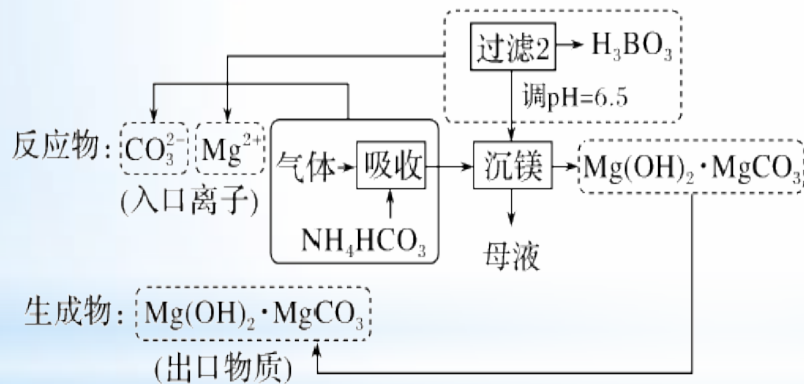 过滤2
H₃BO₃
调pH=6.5
反应物:
CO₃²⁻
Mg²⁺
(入口离子)
气体
吸收
沉镁
Mg(OH)₂·MgCO₃
NH₄HCO₃
母液
生成物:
Mg(OH)₂·MgCO₃
(出口物质)